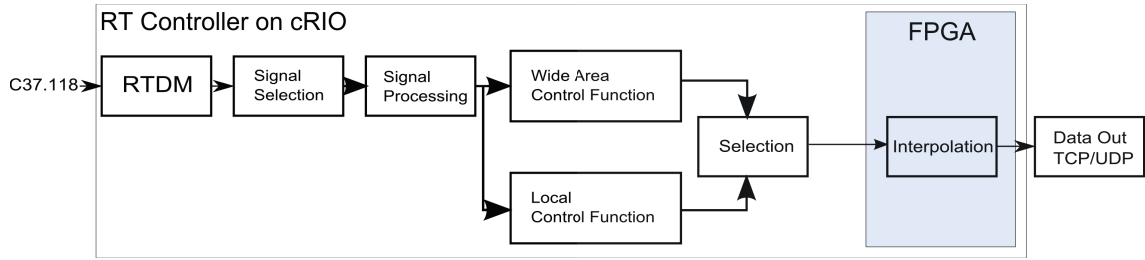 RT Controller on cRIO
FPGA
C37.118
RTDM
Signal
Selection
Signal
Processing
Wide Area
Control Function
Local
Control Function
Selection
Interpolation
Data Out
TCP/UDP